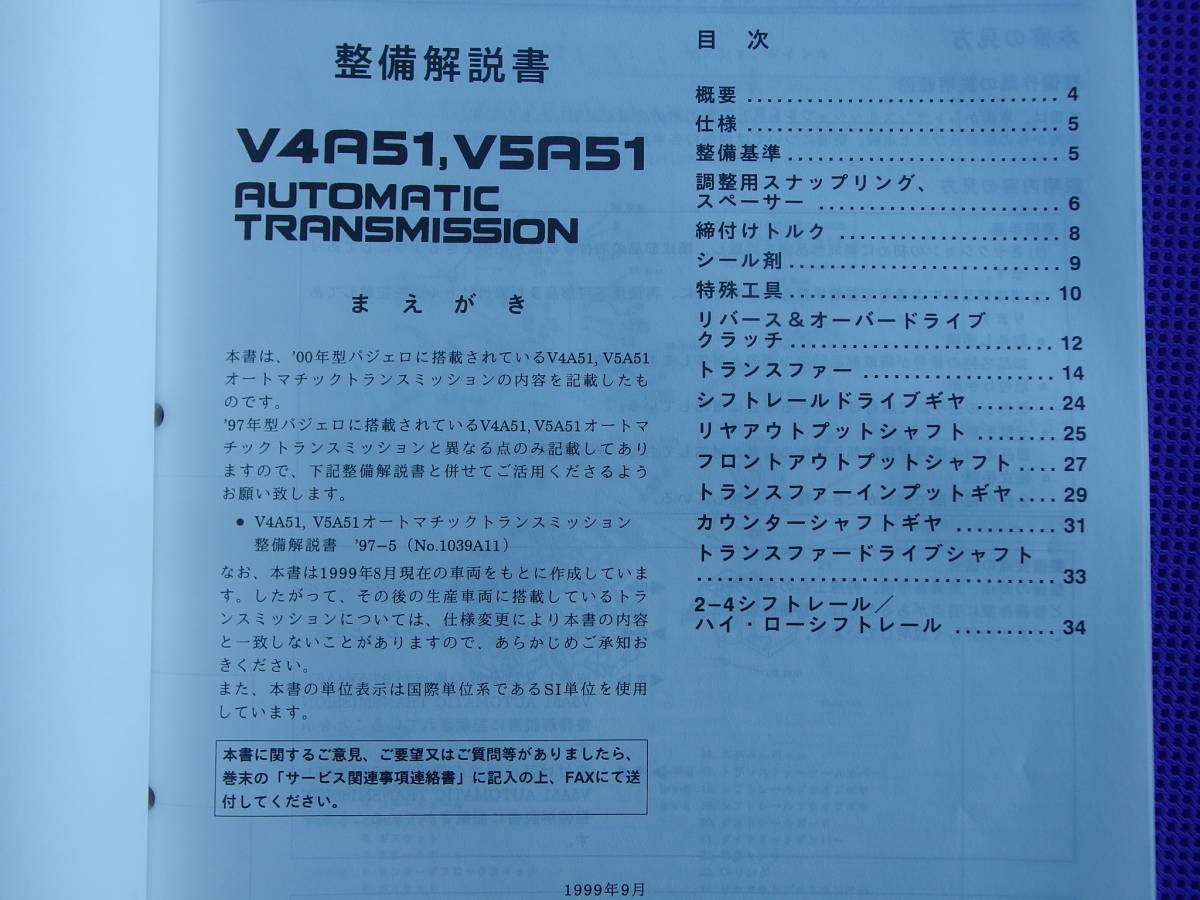 整備解説書
V4A51, V5A51
AUTOMATIC
TRANSMISSION
まえがき
本書は、'00年型パジェロに搭載されているV4A51, V5A51
オートマチックトランスミッションの内容を記載したも
のです。
'97年型パジェロに搭載されているV4A51, V5A51オートマ
チックトランスミッションと異なる点のみ記載してあり
ますので、下記整備解説書と併せてご活用くださるよう
お願い致します。
● V4A51, V5A51オートマチックトランスミッション
整備解説書 '97−5（No.1039A11）
なお、本書は1999年8月現在の車両をもとに作成していま
す。したがって、その後の生産車両に搭載しているトラ
ンスミッションについては、仕様変更により本書の内容
と一致しないことがありますので、あらかじめご承知お
きください。
また、本書の単位表示は国際単位系であるSI単位を使用
しています。
本書に関するご意見、ご要望又はご質問等がありましたら、
巻末の「サービス関連事項連絡書」に記入の上、FAXにて送
付してください。
1999年9月
目 次
概要 ................................ 4
仕様 ................................ 5
整備基準 ............................ 5
調整用スナップリング、
スペーサー ......................... 6
締付けトルク ....................... 8
シール剤 ............................ 9
特殊工具 ........................... 10
リバース＆オーバードライブ
クラッチ ........................... 12
トランスファー .................... 14
シフトレールドライブギヤ ........ 24
リヤアウトプットシャフト ........ 25
フロントアウトプットシャフト .... 27
トランスファーインプットギヤ .... 29
カウンターシャフトギヤ .......... 31
トランスファードライブシャフト
..................................... 33
2−4シフトレール／
ハイ・ローシフトレール .......... 34